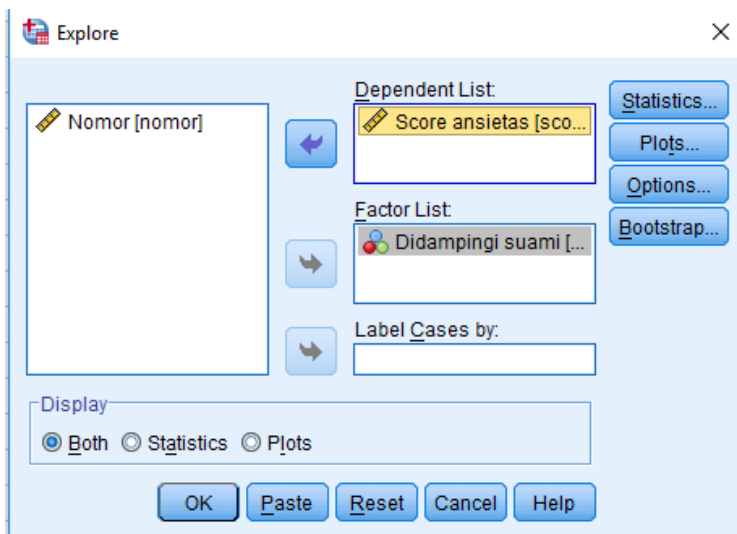 Explore
Dependent List:
Nomor [nomor]
Score ansietas [sco...
Statistics...
Plots...
Options...
Bootstrap...
Factor List:
Didampingi suami [...
Label Cases by:
Display
Both Statistics Plots
OK Paste Reset Cancel Help